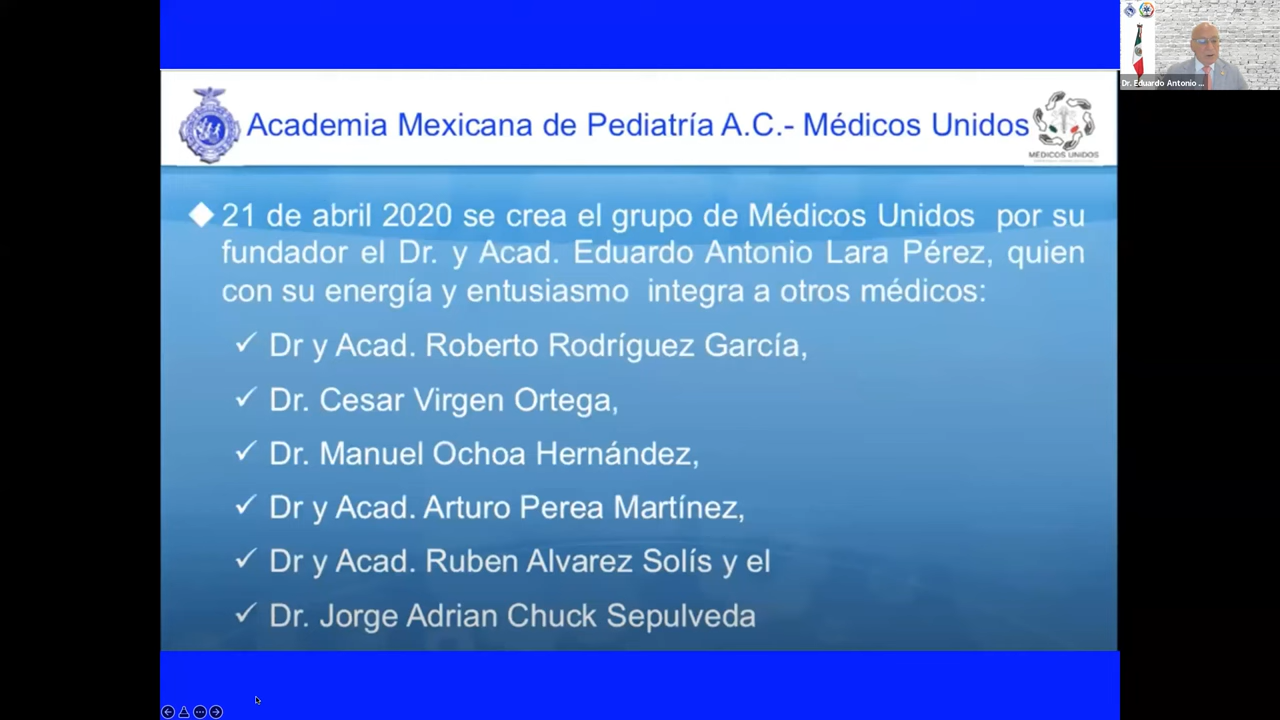 Academia Mexicana de Pediatría A.C.- Médicos Unidos
MÉDICOS UNIDOS
21 de abril 2020 se crea el grupo de Médicos Unidos por su
fundador el Dr. y Acad. Eduardo Antonio Lara Pérez, quien
con su energía y entusiasmo integra a otros médicos:
Dr y Acad. Roberto Rodríguez García,
Dr. Cesar Virgen Ortega,
Dr. Manuel Ochoa Hernández,
Dr y Acad. Arturo Perea Martínez,
Dr y Acad. Ruben Alvarez Solís y el
Dr. Jorge Adrian Chuck Sepulveda
Dr. Eduardo Antonio ...